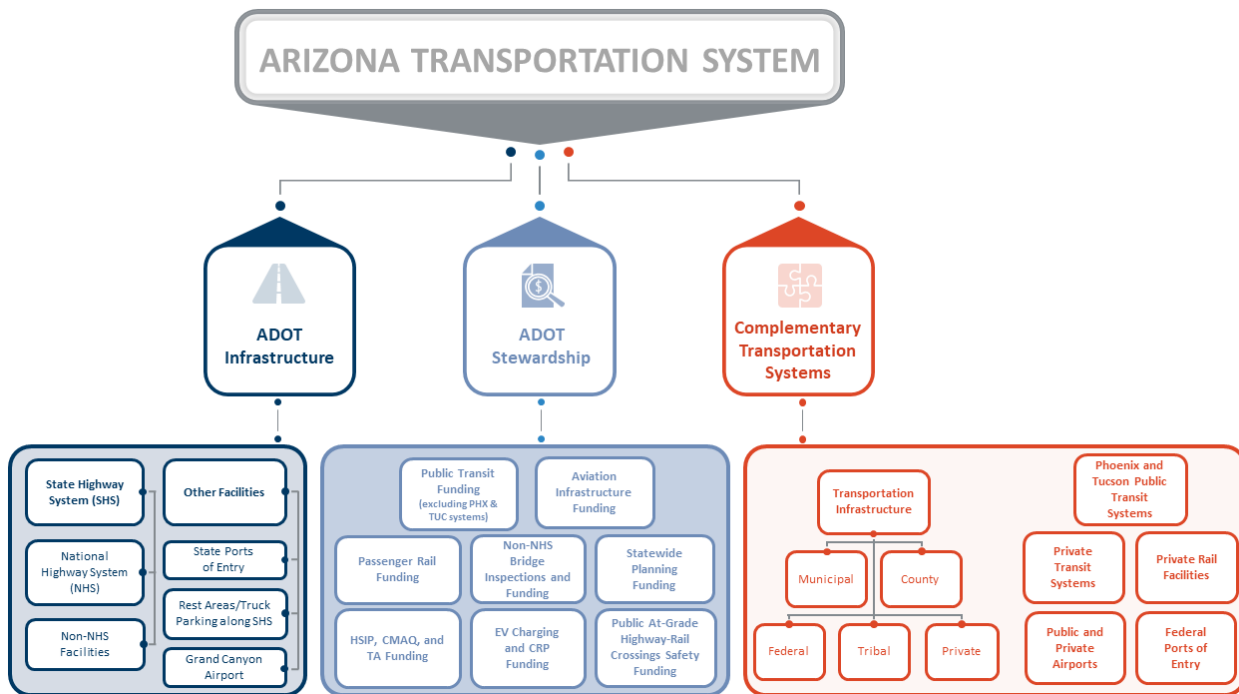 ARIZONA TRANSPORTATION SYSTEM
ADOT
Infrastructure
ADOT
Stewardship
Complementary
Transportation
Systems
State Highway
System (SHS)
National
Highway System
(NHS)
Non-NHS
Facilities
Other Facilities
State Ports
of Entry
Rest Areas/Truck
Parking along SHS
Grand Canyon
Airport
Public Transit
Funding
(excluding PHX &
TUC systems)
Aviation
Infrastructure
Funding
Passenger Rail
Funding
Non-NHS
Bridge
Inspections and
Funding
Statewide
Planning
Funding
HSIP, CMAQ, and
TA Funding
EV Charging
and CRP
Funding
Public At-Grade
Highway-Rail
Crossings Safety
Funding
Transportation
Infrastructure
Municipal
County
Federal
Tribal
Private
Phoenix and
Tucson Public
Transit
Systems
Private
Transit Systems
Private Rail
Facilities
Public and
Private
Airports
Federal
Ports of
Entry